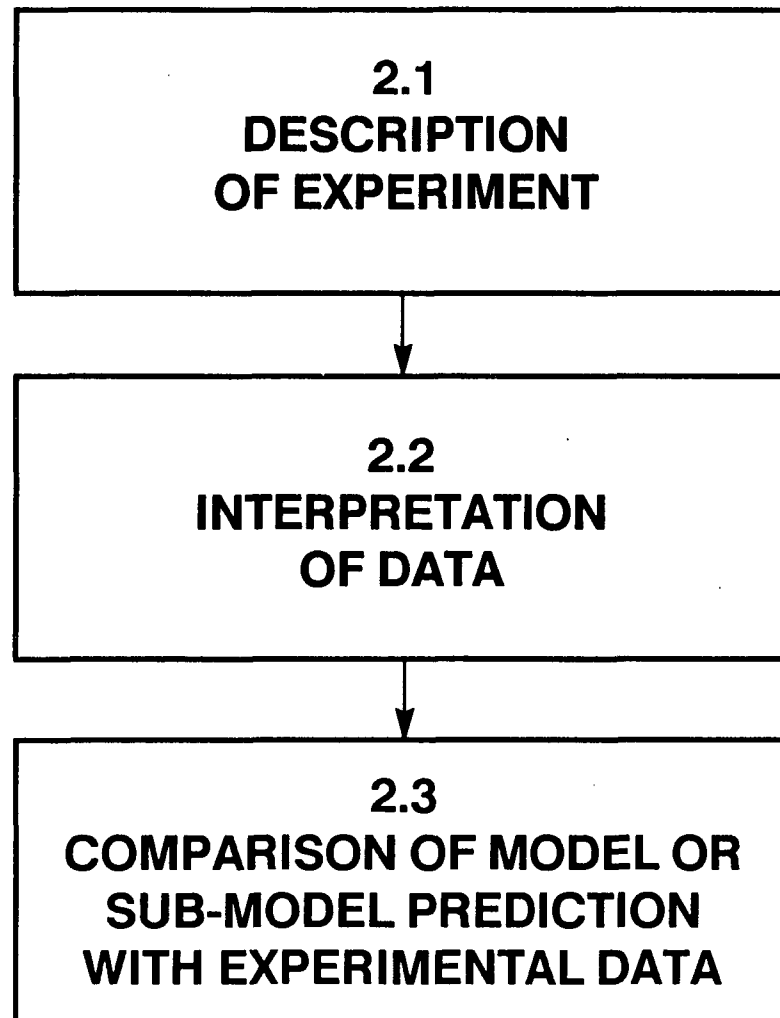 2.1
DESCRIPTION
OF EXPERIMENT
2.2
INTERPRETATION
OF DATA
2.3
COMPARISON OF MODEL OR
SUB-MODEL PREDICTION
WITH EXPERIMENTAL DATA